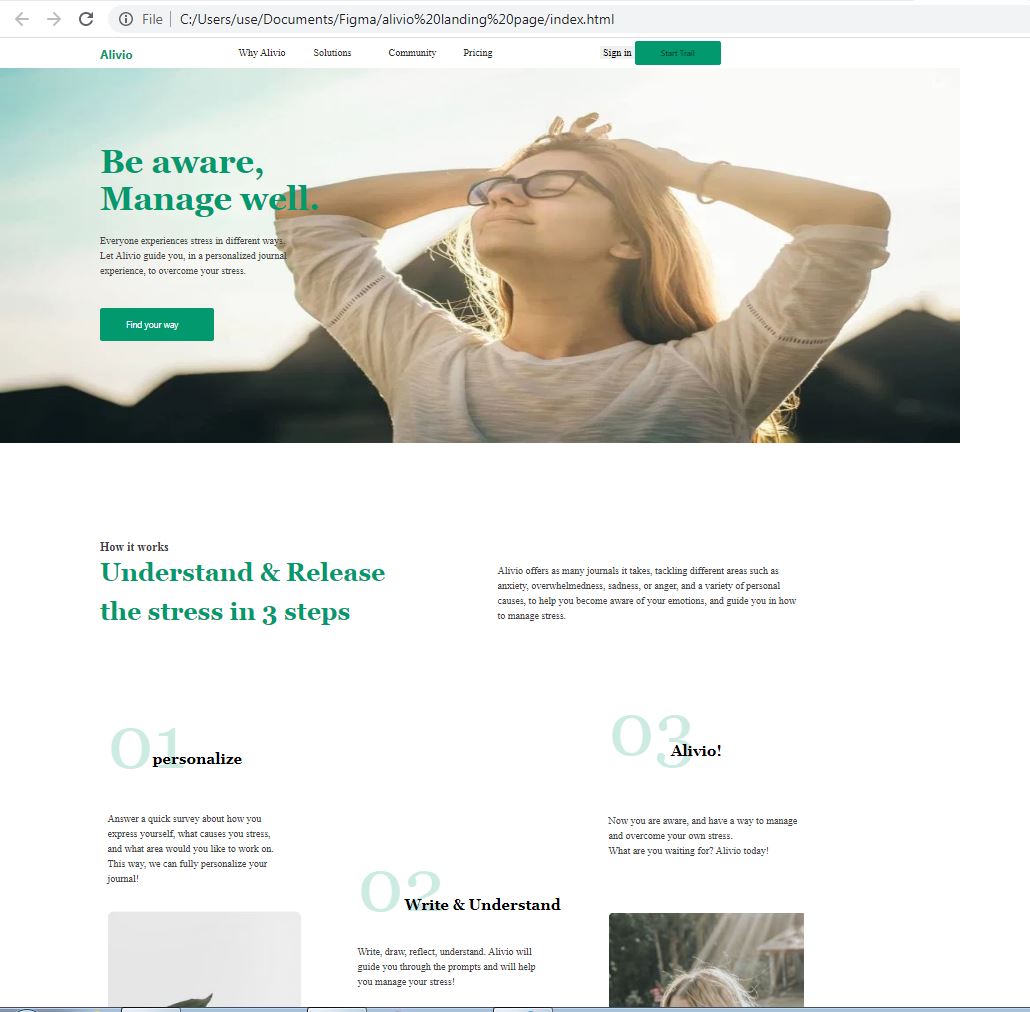 File | C:/Users/use/Documents/Figma/alivio%20landing%20page/index.html
Alivio
Why Alivio
Solutions
Community
Pricing
Sign in
Start Trail
Be aware,
Manage well.
Everyone experiences stress in different ways.
Let Alivio guide you, in a personalized journal
experience, to overcome your stress.
Find your way
How it works
Understand & Release
the stress in 3 steps
Alivio offers as many journals it takes, tackling different areas such as
anxiety, overwhelmedness, sadness, or anger, and a variety of personal
causes, to help you become aware of your emotions, and guide you in how
to manage stress.
01
personalize
Answer a quick survey about how you
express yourself, what causes you stress,
and what area would you like to work on.
This way, we can fully personalize your
journal!
02
Write & Understand
Write, draw, reflect, understand. Alivio will
guide you through the prompts and will help
you manage your stress!
03
Alivio!
Now you are aware, and have a way to manage
and overcome your own stress.
What are you waiting for? Alivio today!